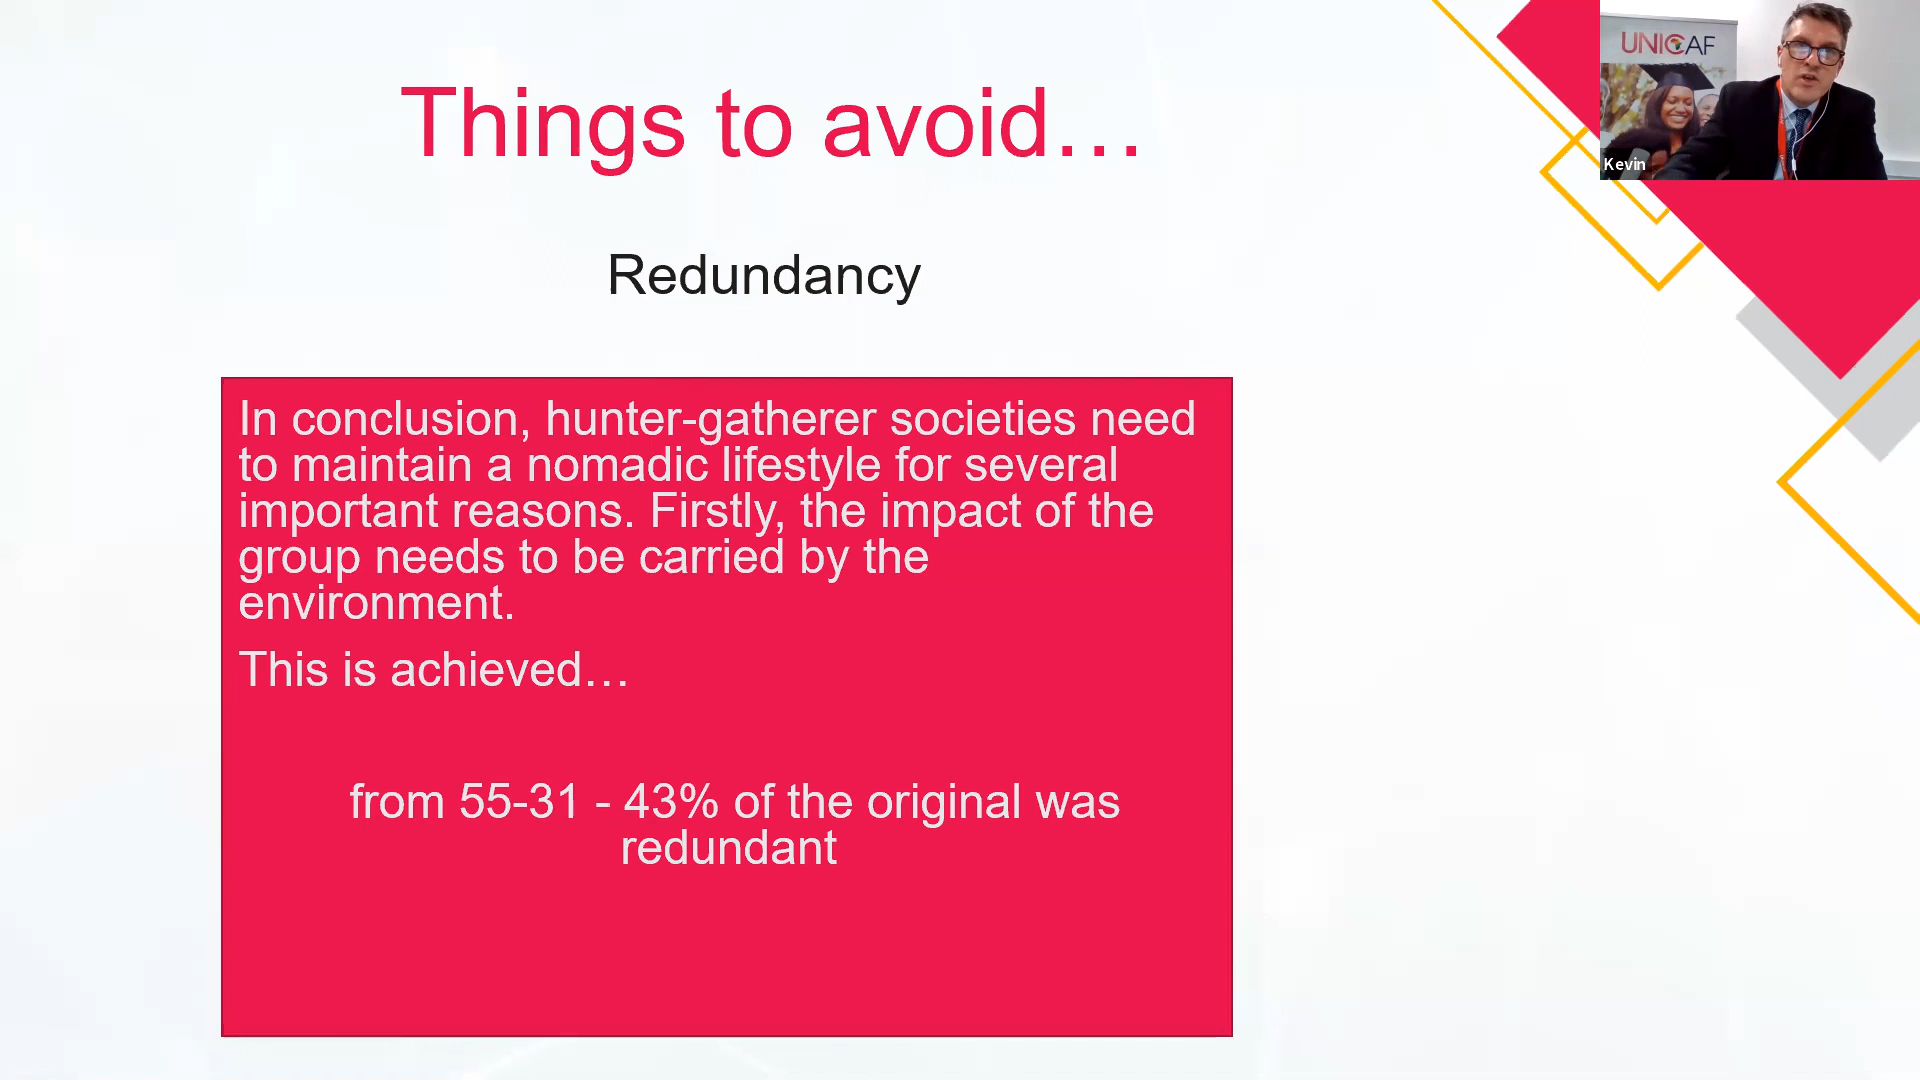 Things to avoid…
UNICAF
Kevin
Redundancy
In conclusion, hunter-gatherer societies need
to maintain a nomadic lifestyle for several
important reasons. Firstly, the impact of the
group needs to be carried by the
environment.
This is achieved…
from 55-31 - 43% of the original was
redundant